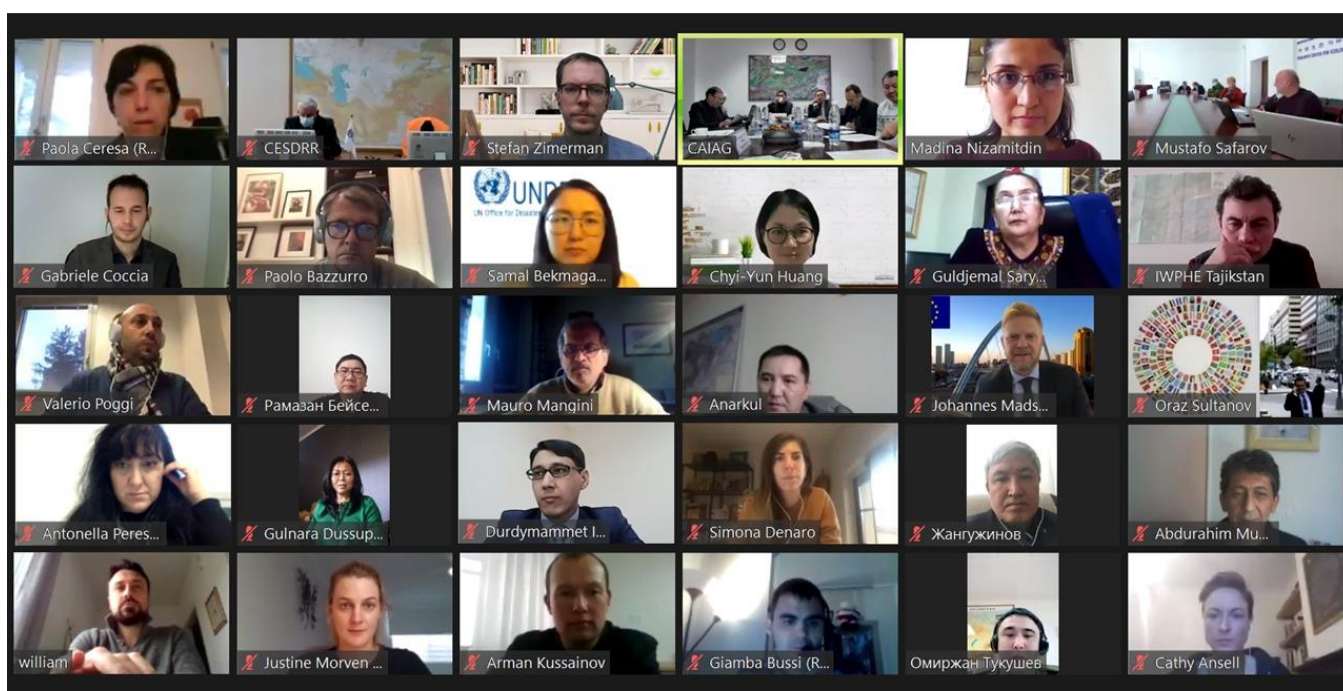 Paola Ceresa (R...
CESDRR
Stefan Zimerman
CAIAG
Madina Nizamitdin
Mustafo Safarov
Gabriele Coccia
Paolo Bazzurro
UND
UN Office for Disaster
Samal Bekmaga...
Chyi-Yun Huang
Guldjemal Sary...
IWPHE Tajikstan
Valerio Poggi
Рамазан Бейсе...
Mauro Mangini
Anarkul
Johannes Mads...
Oraz Sultanov
Antonella Peres...
Gulnara Dussup...
Durdymammet I...
Simona Denaro
Жангужинов
Abdurahim Mu...
william
Justine Morven ...
Arman Kussainov
Giamba Bussi (R...
Омиржан Тукушев
Cathy Ansell